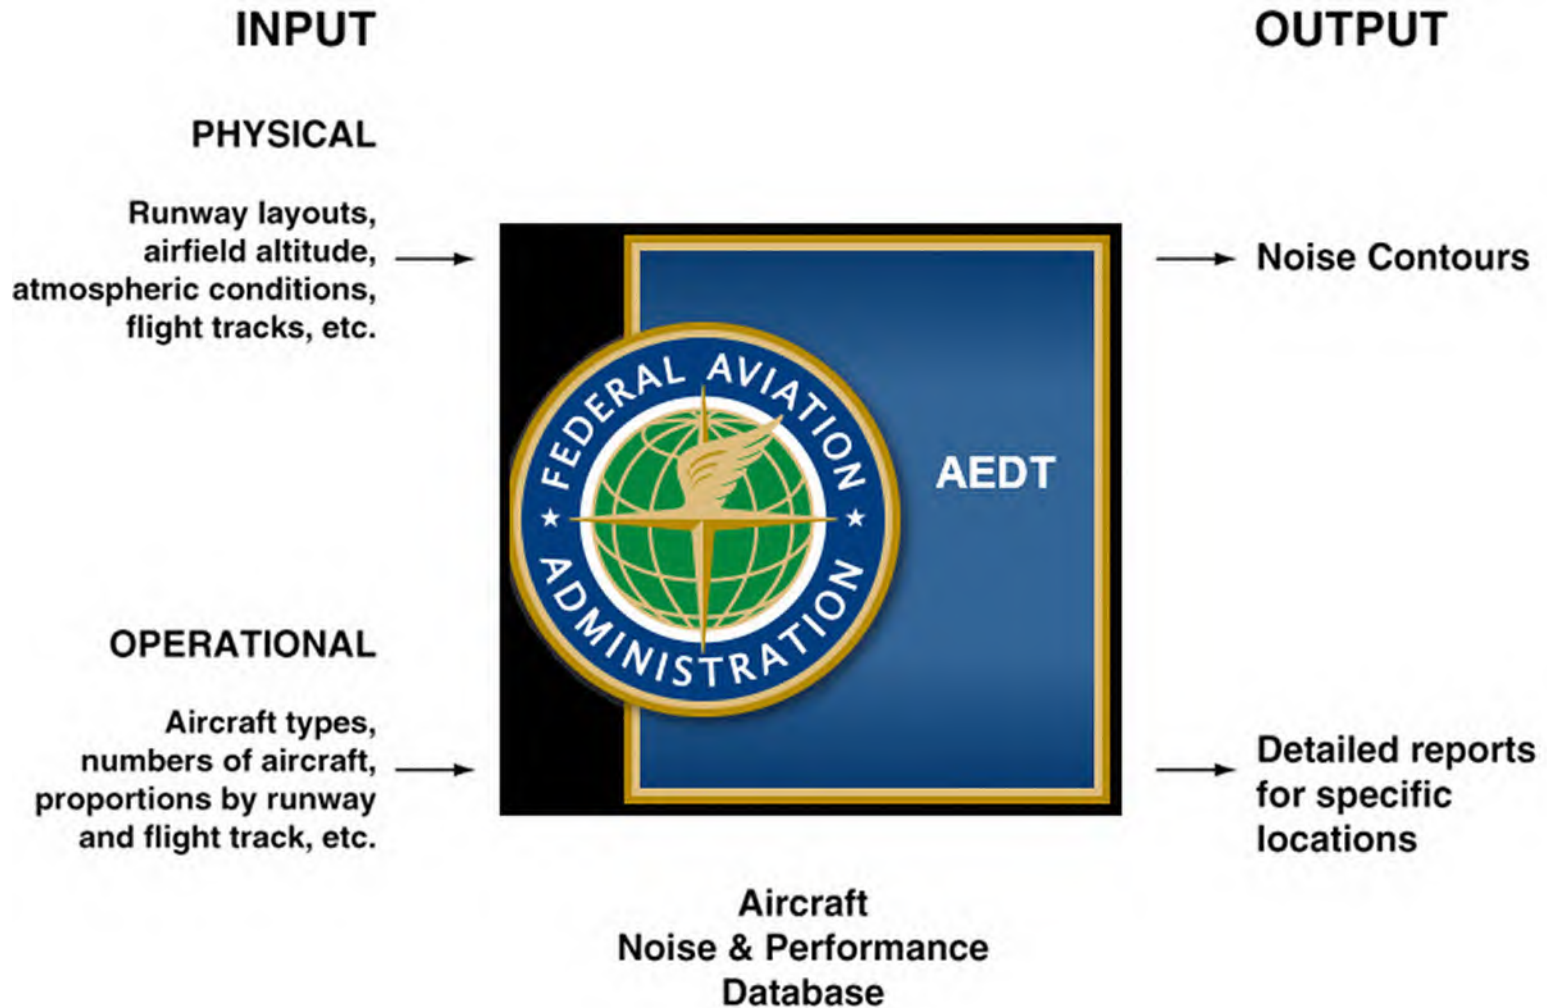 INPUT
PHYSICAL
Runway layouts,
airfield altitude,
atmospheric conditions,
flight tracks, etc.
OPERATIONAL
Aircraft types,
numbers of aircraft,
proportions by runway
and flight track, etc.
FEDERAL AVIATION
ADMINISTRATION
AEDT
Aircraft
Noise & Performance
Database
OUTPUT
Noise Contours
Detailed reports
for specific
locations